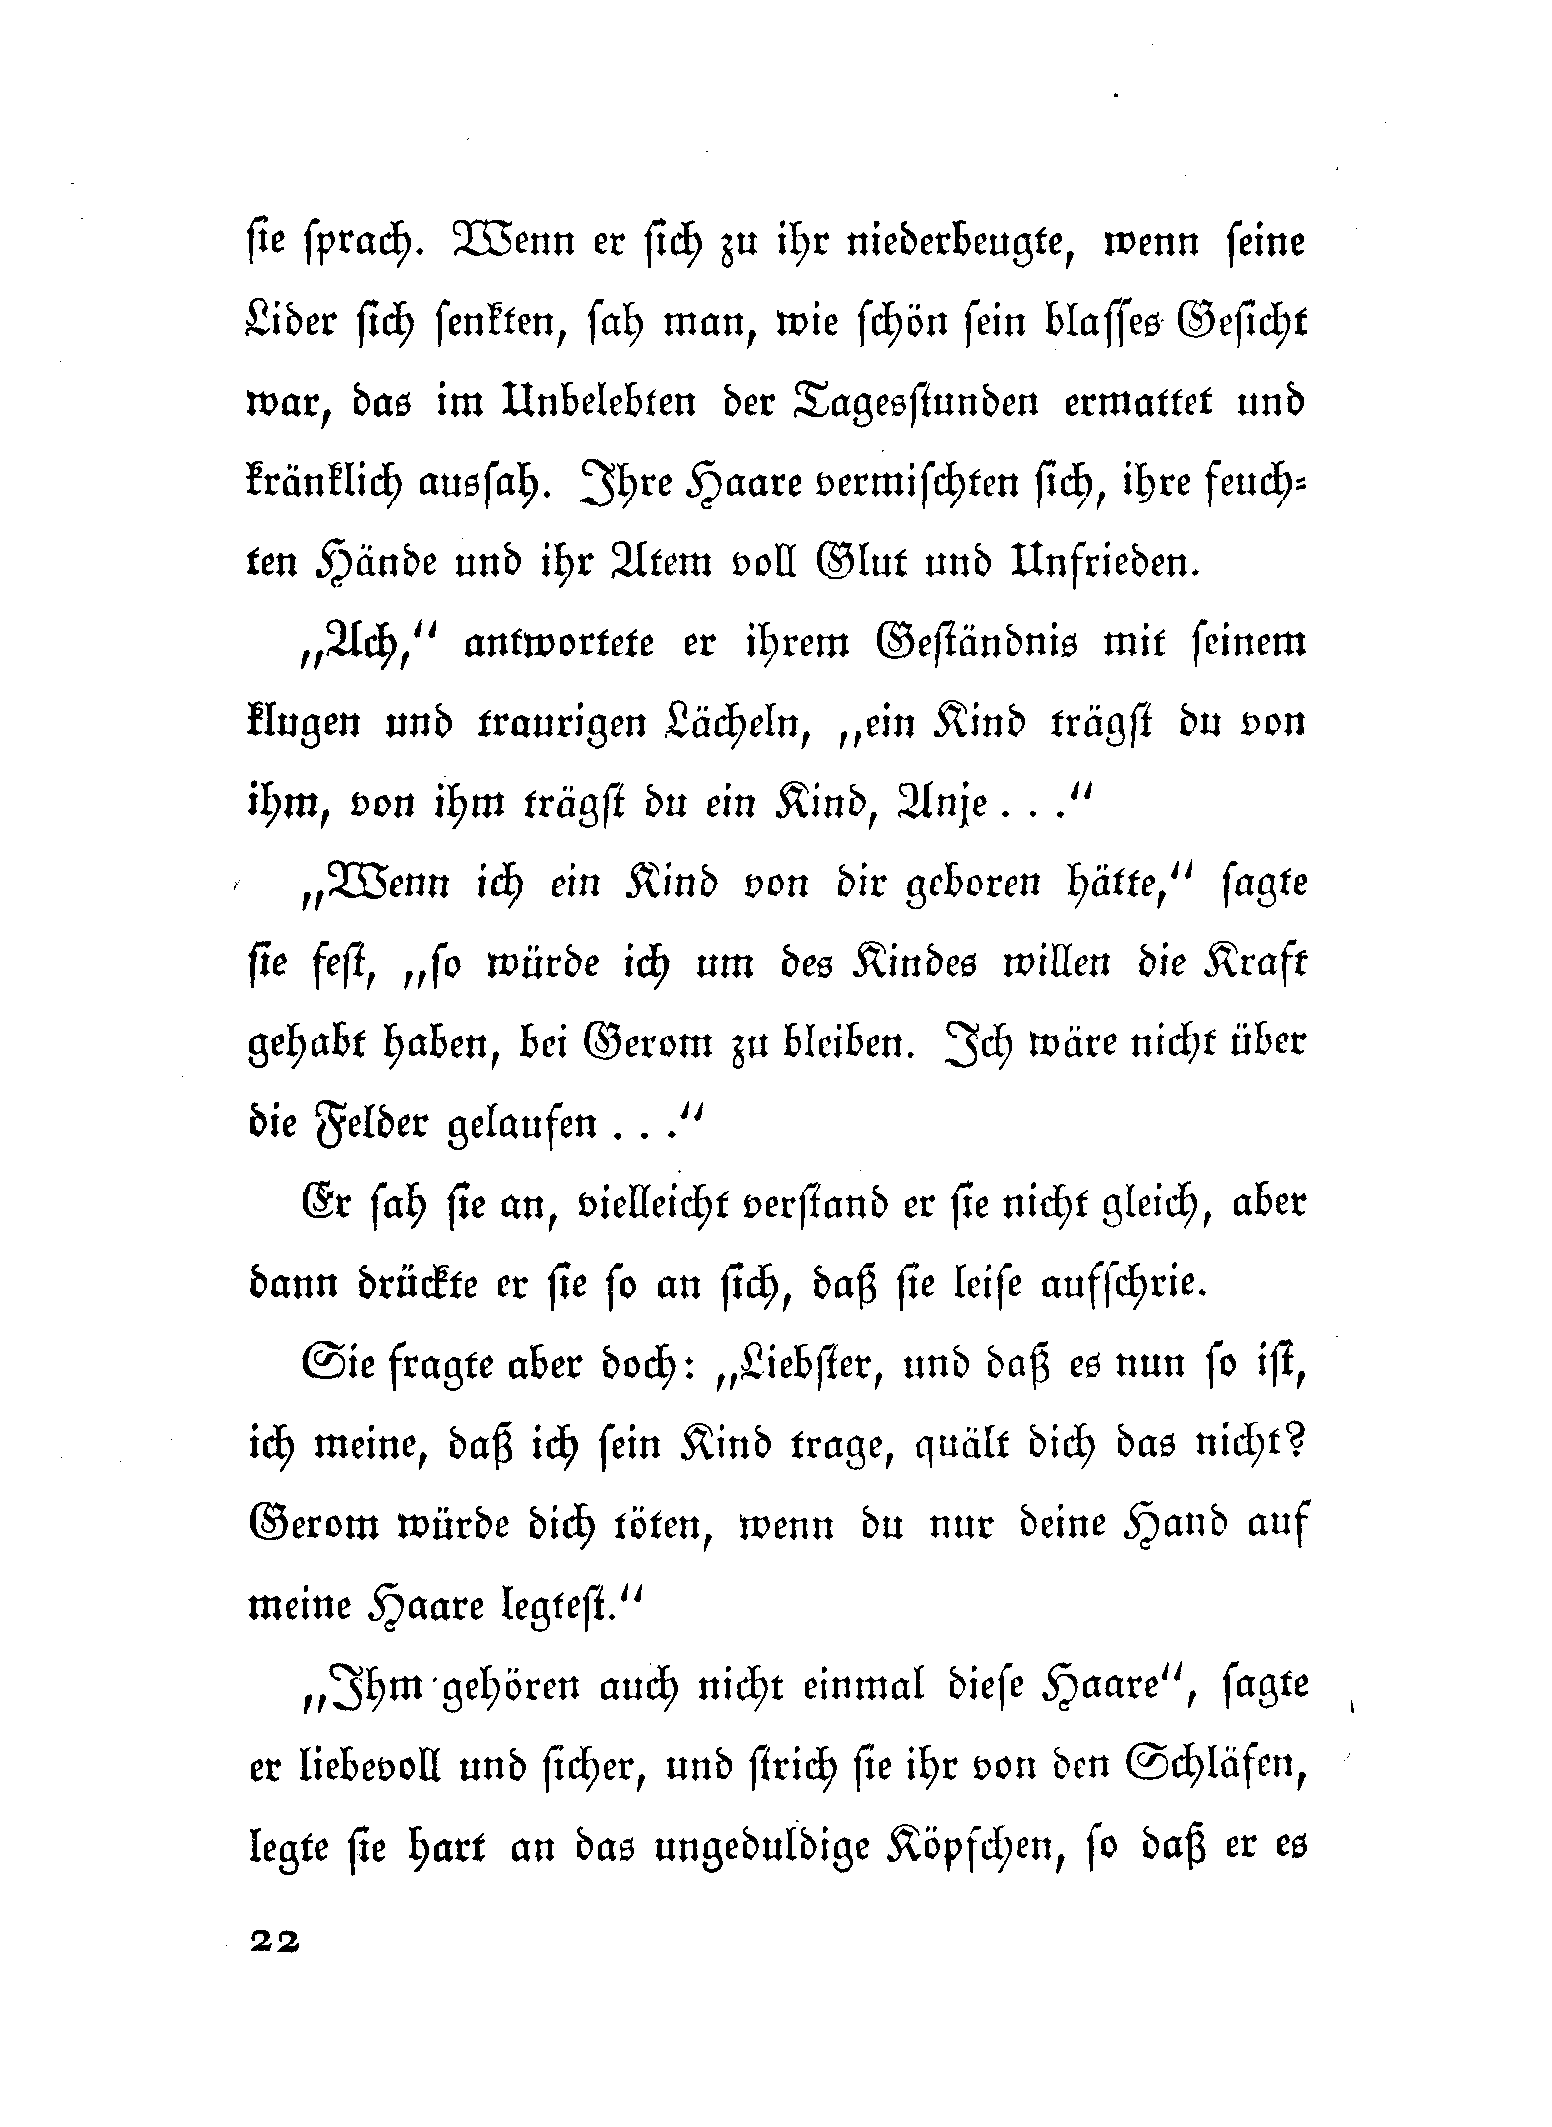 sie sprach. Wenn er sich zu ihr niederbeugte, wenn seine
Lider sich senkten, sah man, wie schön sein blasses Gesicht
war, das im Unbelebten der Tagesstunden ermattet und
kränklich aussah. Ihre Haare vermischten sich, ihre feuch-
ten Hände und ihr Atem voll Glut und Unfrieden.
„Ach,“ antwortete er ihrem Geständnis mit seinem
klugen und traurigen Lächeln, „ein Kind trägst du von
ihm, von ihm trägst du ein Kind, Anje . . .“
„Wenn ich ein Kind von dir geboren hätte,“ sagte
sie fest, „so würde ich um des Kindes willen die Kraft
gehabt haben, bei Gerom zu bleiben. Ich wäre nicht über
die Felder gelaufen . . .“
Er sah sie an, vielleicht verstand er sie nicht gleich, aber
dann drückte er sie so an sich, daß sie leise aufschrie.
Sie fragte aber doch: „Liebster, und daß es nun so ist,
ich meine, daß ich sein Kind trage, quält dich das nicht?
Gerom würde dich töten, wenn du nur deine Hand auf
meine Haare legtest.“
„Ihm gehören auch nicht einmal diese Haare“, sagte
er liebevoll und sicher, und strich sie ihr von den Schläfen,
legte sie hart an das ungeduldige Köpfchen, so daß er es
22